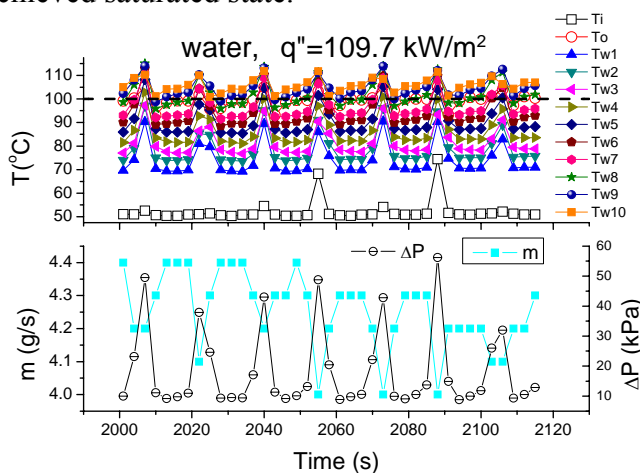 achieved saturated state.
water, q"=109.7 kW/m²
Ti
To
Tw1
Tw2
Tw3
Tw4
Tw5
Tw6
Tw7
Tw8
Tw9
Tw10
T(°C)
110
100
90
80
70
60
50
ΔP
m
m (g/s)
4.4
4.3
4.2
4.1
4.0
60
50
40
30
20
10
ΔP (kPa)
2000 2020 2040 2060 2080 2100 2120
Time (s)